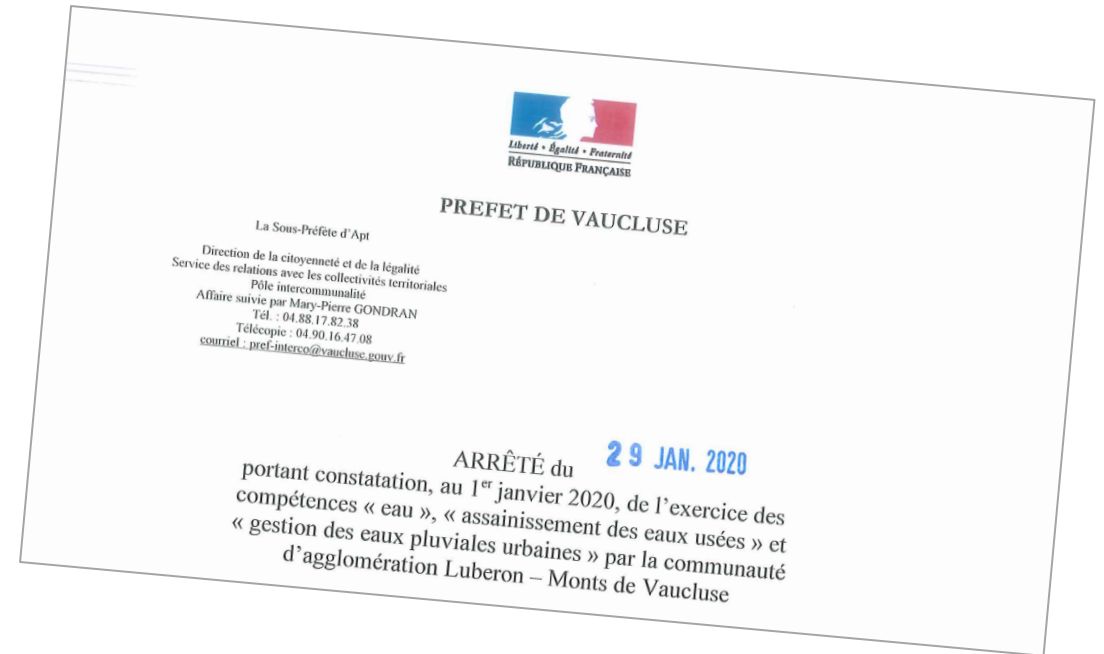 Liberté • Égalité • Fraternité
RÉPUBLIQUE FRANÇAISE
PREFET DE VAUCLUSE
La Sous-Préfète d'Apt
Direction de la citoyenneté et de la légalité
Service des relations avec les collectivités territoriales
Pôle intercommunalité
Affaire suivie par Mary-Pierre GONDRAN
Tél. : 04.88.17.82.38
Télécopie : 04.90.16.47.08
courriel : pref-interco@vaucluse.gouv.fr
ARRÊTÉ du 29 JAN. 2020
portant constatation, au 1er janvier 2020, de l'exercice des
compétences « eau », « assainissement des eaux usées » et
« gestion des eaux pluviales urbaines » par la communauté
d'agglomération Luberon – Monts de Vaucluse